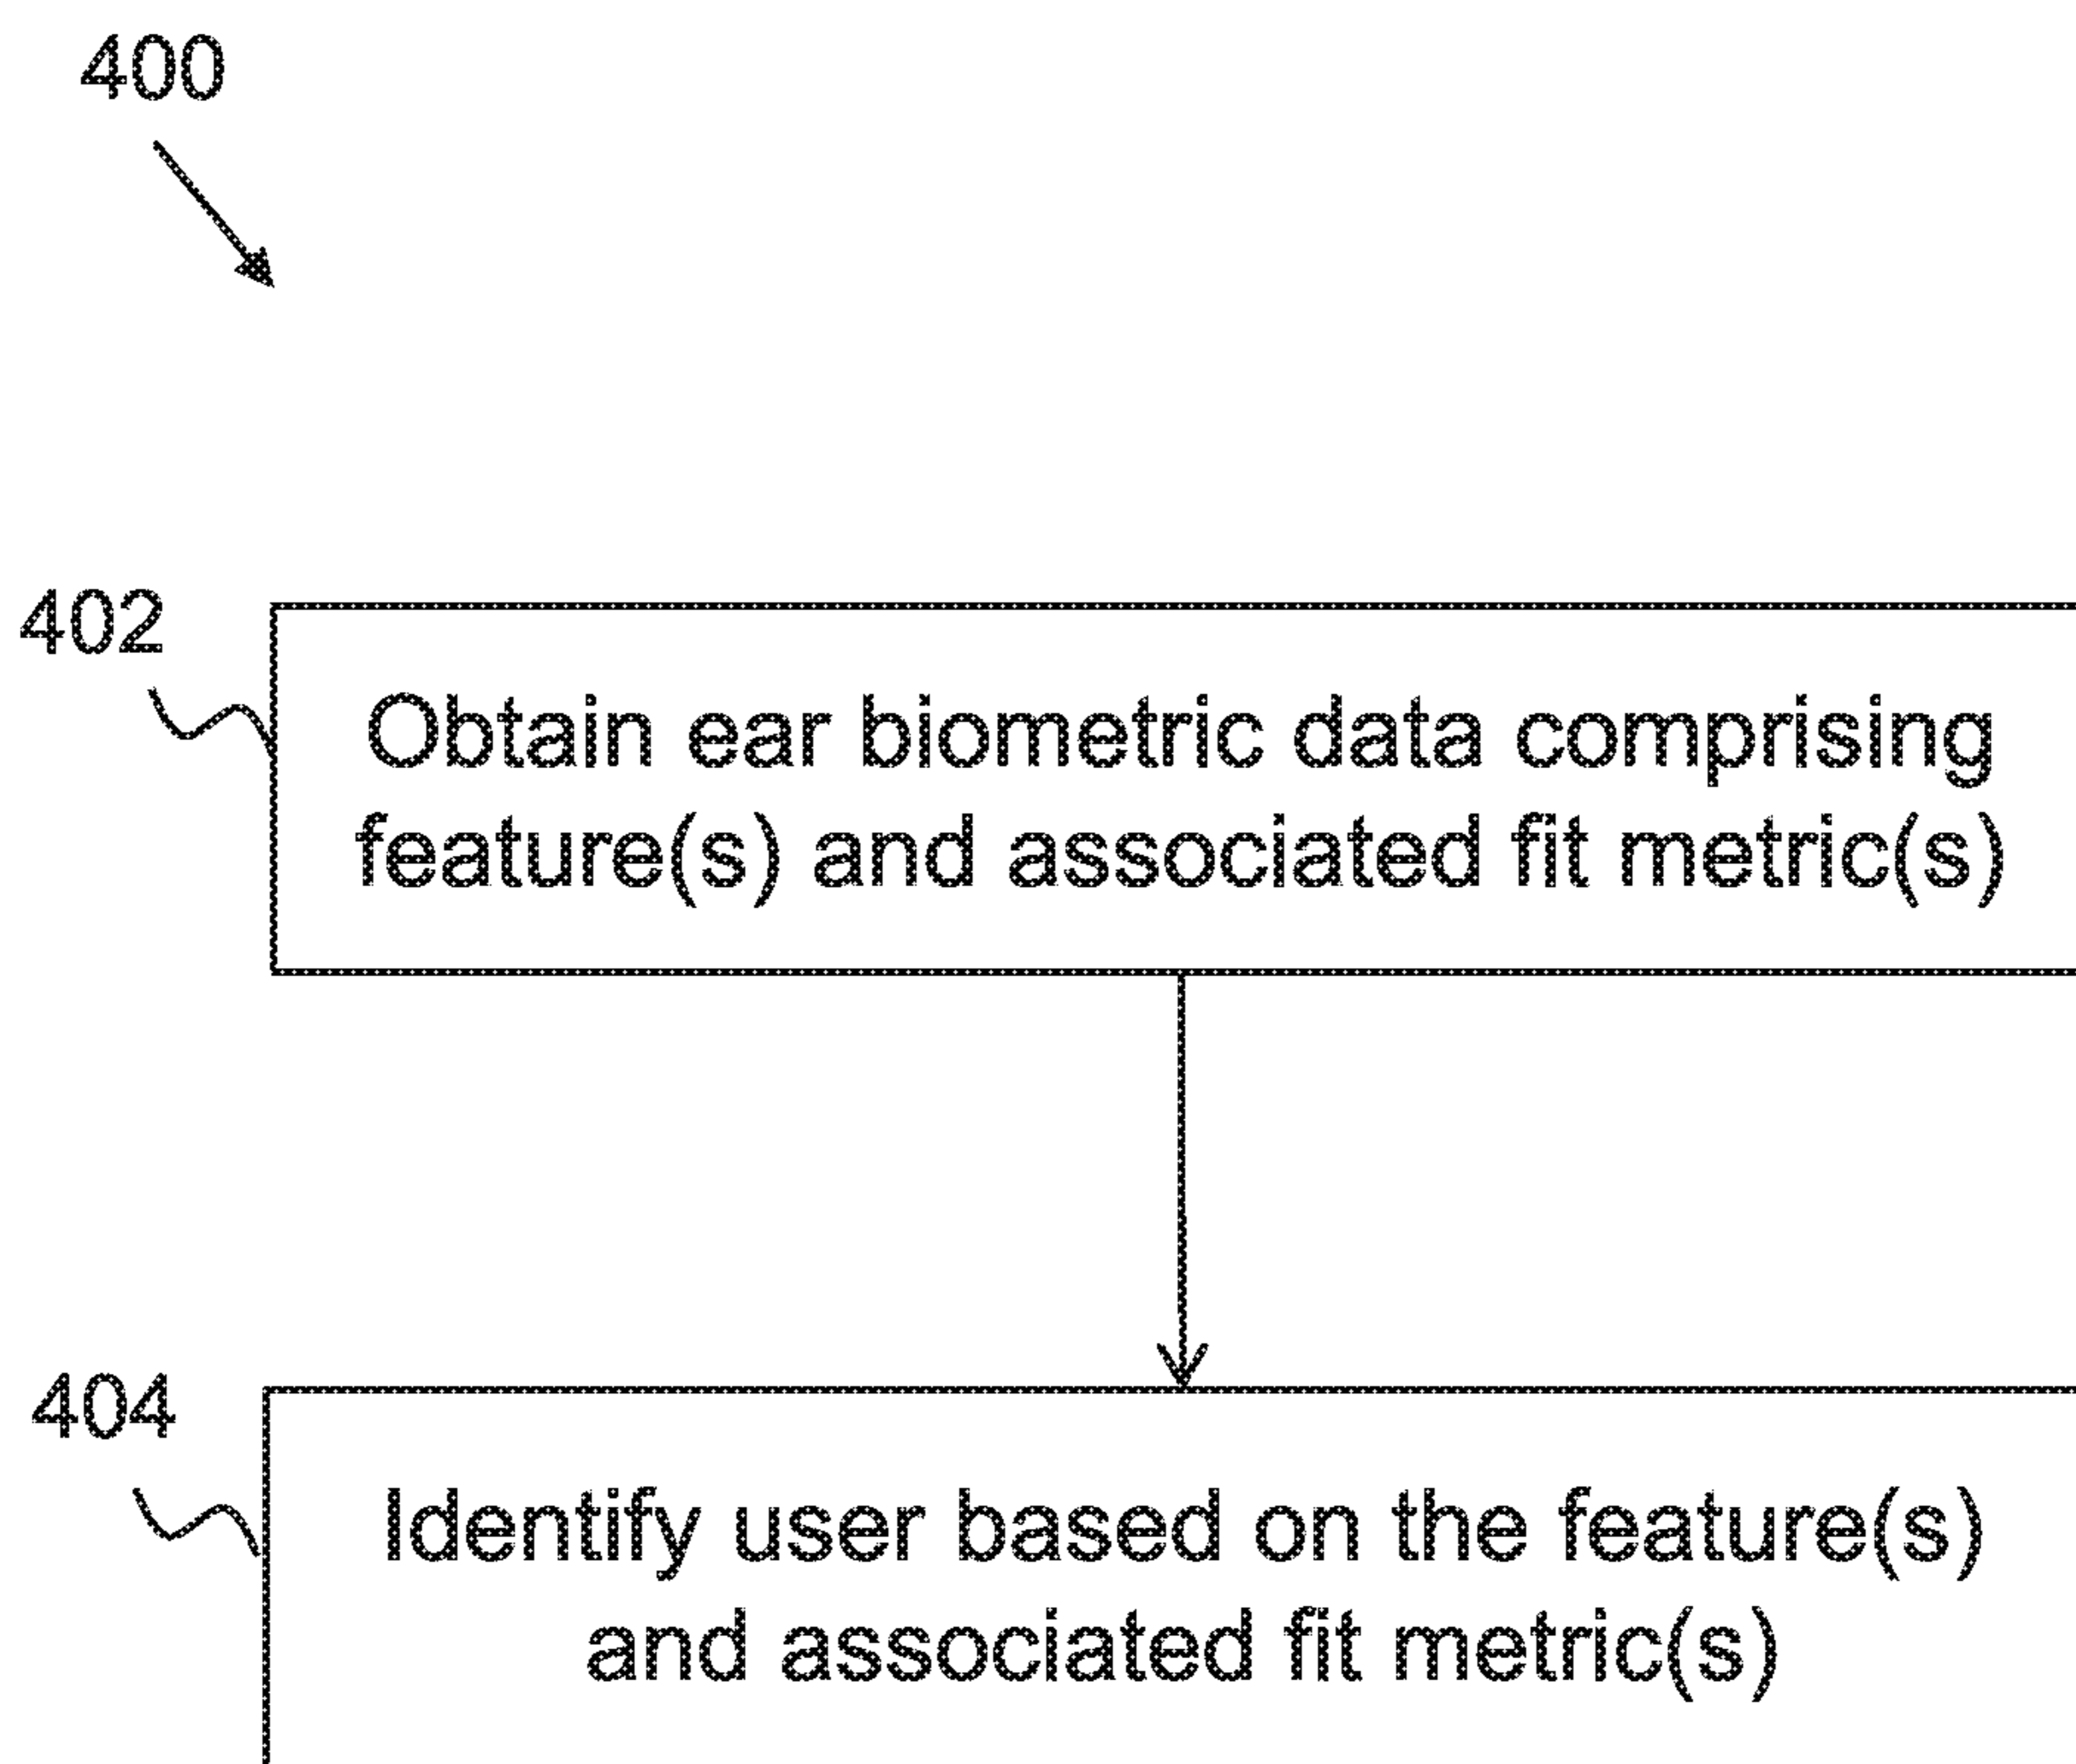 400
402
Obtain ear biometric data comprising
feature(s) and associated fit metric(s)
404
Identify user based on the feature(s)
and associated fit metric(s)